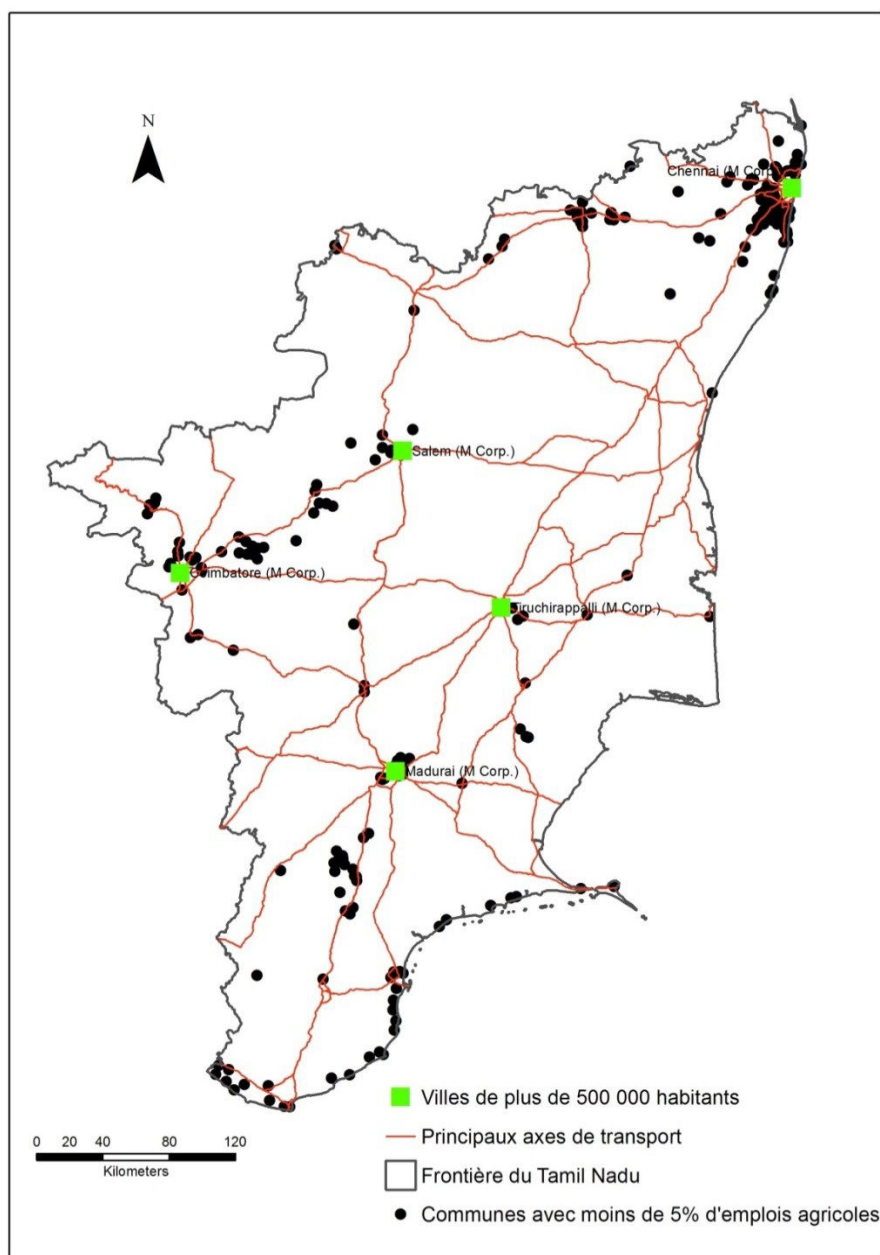 N
Chennai (M Corp.
Salem (M Corp.)
Coimbatore (M Corp.)
Tiruchirappalli (M Corp.)
Madurai (M Corp.)
Villes de plus de 500 000 habitants
Principaux axes de transport
Frontière du Tamil Nadu
Communes avec moins de 5% d'emplois agricoles
0 20 40 80 120
Kilometers